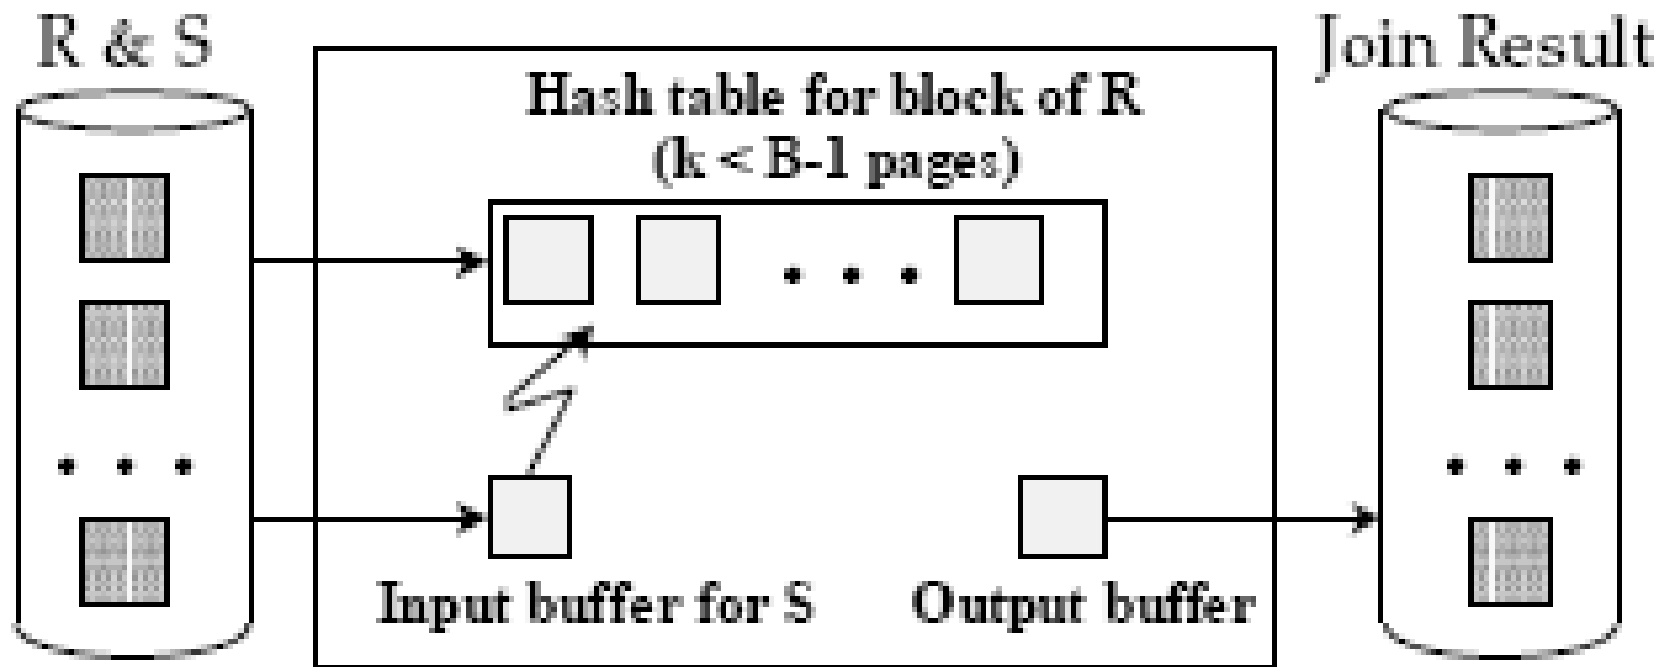 R & S
Join Result
Hash table for block of R
(k < B-1 pages)
. . .
. . .
. . .
Input buffer for S
Output buffer